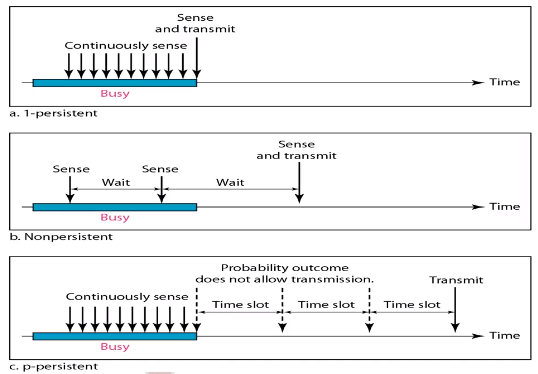 Sense
and transmit
Continuously sense
Time
Busy
a. 1-persistent
Sense
and transmit
Sense
Sense
Wait
Wait
Time
Busy
b. Nonpersistent
Probability outcome
does not allow transmission.
Transmit
Continuously sense
Time slot
Time slot
Time slot
Time
Busy
c. p-persistent